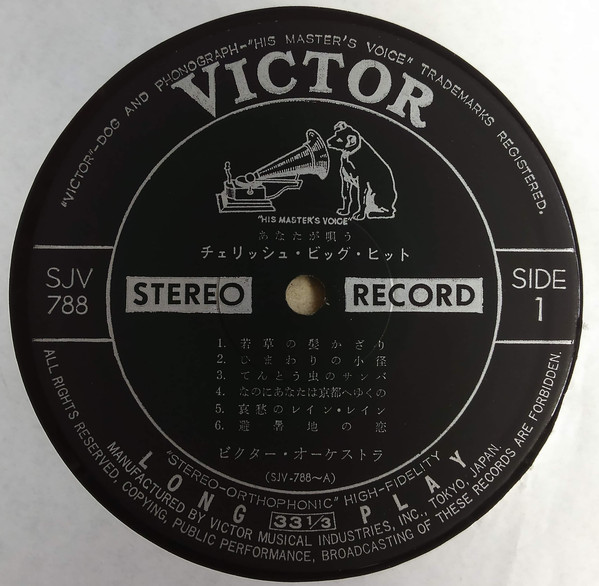 "VICTOR"-DOG AND PHONOGRAPH-"HIS MASTER'S VOICE" TRADEMARKS REGISTERED.
VICTOR
"HIS MASTER'S VOICE"
あなたが唄う
チェリッシュ・ビッグ・ヒット
SJV
788
STEREO
RECORD
SIDE
1
1. 若草の髪かざり
2. ひまわりの小径
3. てんとう虫のサンバ
4. なのにあなたは京都へゆくの
5. 哀愁のレイン・レイン
6. 避暑地の恋
ビクター・オーケストラ
(SJV-788~A)
"STEREO-ORTHOPHONIC" HIGH-FIDELITY
LONG 33 1/3 PLAY
MANUFACTURED BY VICTOR MUSICAL INDUSTRIES, INC., TOKYO, JAPAN.
ALL RIGHTS RESERVED, COPYING, PUBLIC PERFORMANCE, BROADCASTING OF THESE RECORDS ARE FORBIDDEN.